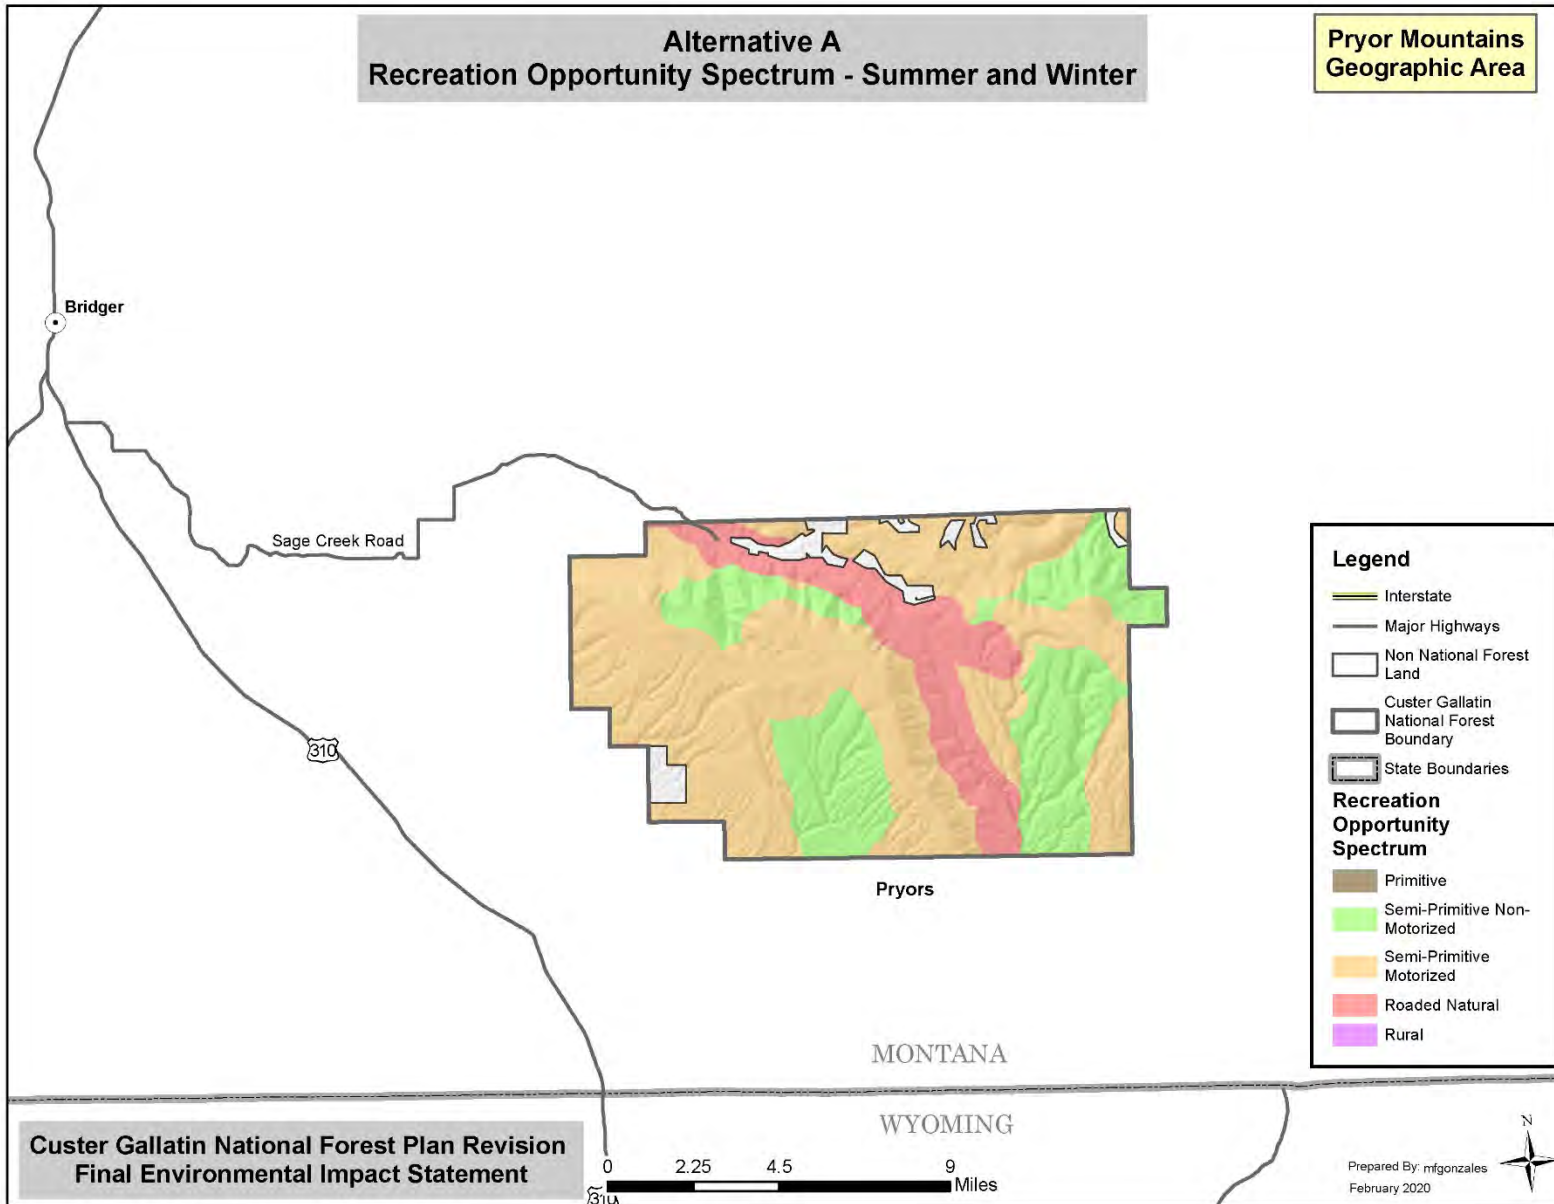 Alternative A
Recreation Opportunity Spectrum - Summer and Winter
Pryor Mountains
Geographic Area
Bridger
Sage Creek Road
310
Pryors
Legend
Interstate
Major Highways
Non National Forest
Land
Custer Gallatin
National Forest
Boundary
State Boundaries
Recreation
Opportunity
Spectrum
Primitive
Semi-Primitive Non-
Motorized
Semi-Primitive
Motorized
Roaded Natural
Rural
MONTANA
WYOMING
Custer Gallatin National Forest Plan Revision
Final Environmental Impact Statement
0 2.25 4.5 9
Miles
310
N
Prepared By: mfgonzales
February 2020